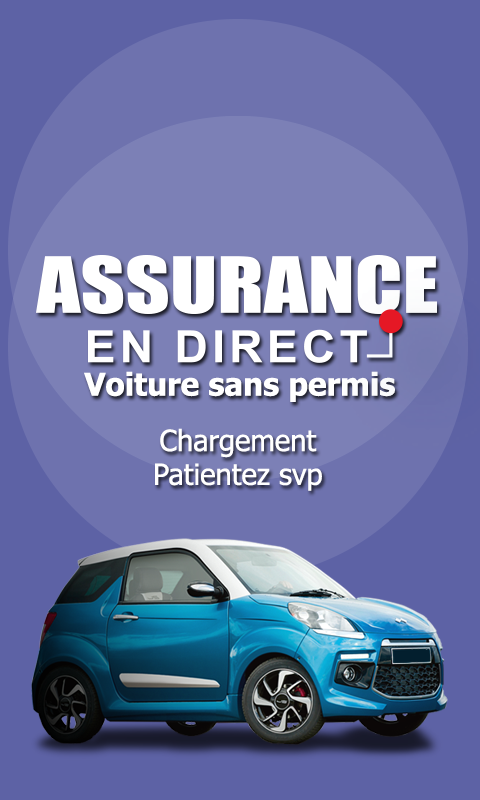 ASSURANCE
EN DIRECT
Voiture sans permis
Chargement
Patientez svp